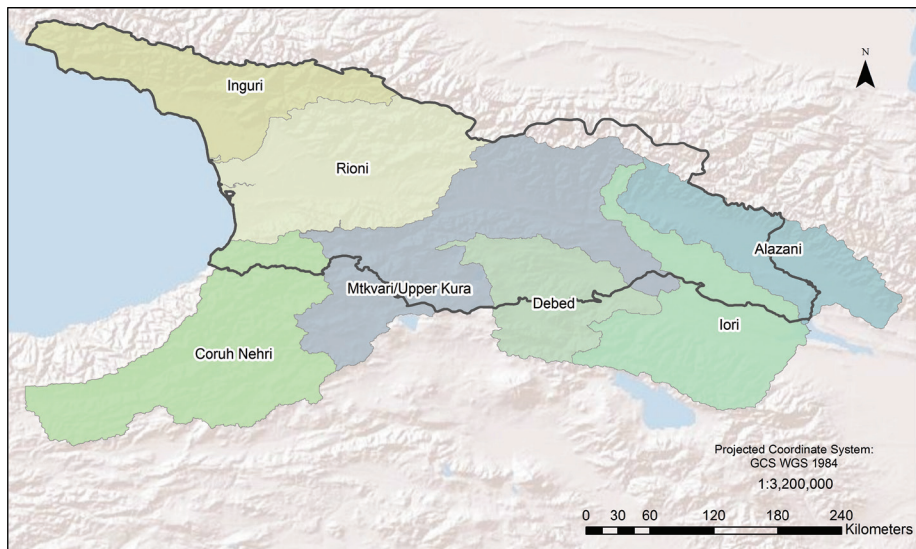 N
Inguri
Rioni
Alazani
Mtkvari/Upper Kura
Debed
Iori
Coruh Nehri
Projected Coordinate System:
GCS WGS 1984
1:3,200,000
0 30 60 120 180 240
Kilometers